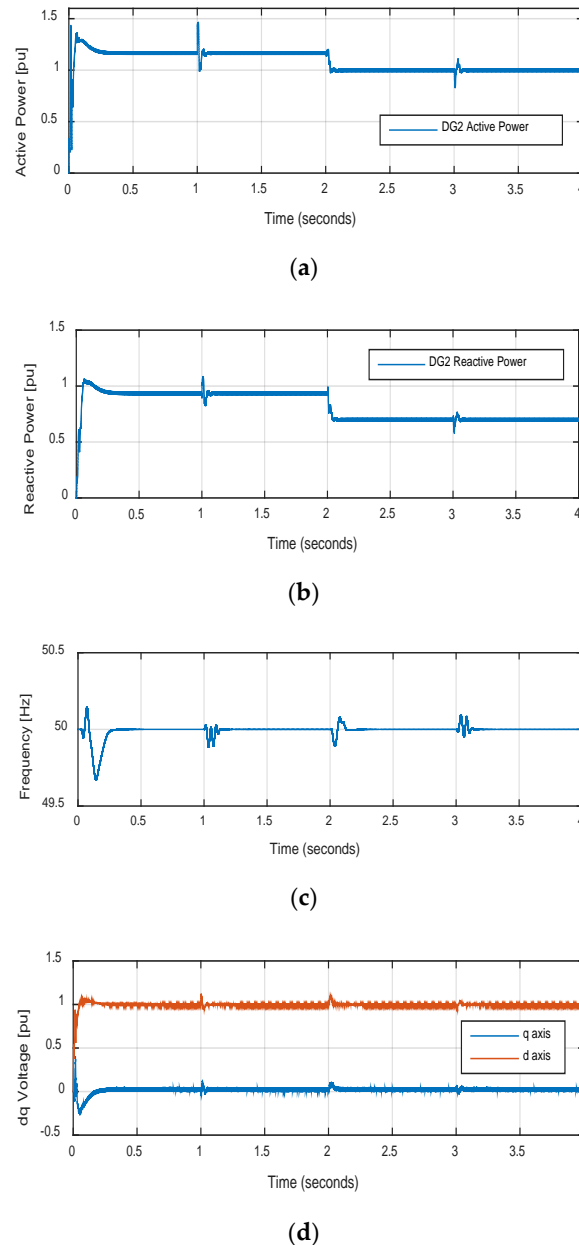 1.5
1
0.5
0
Active Power [pu]
DG2 Active Power
0 0.5 1 1.5 2 2.5 3 3.5 4
Time (seconds)
(a)
1.5
1
0.5
0
Reactive Power [pu]
DG2 Reactive Power
0 0.5 1 1.5 2 2.5 3 3.5 4
Time (seconds)
(b)
50.5
50
49.5
Frequency [Hz]
0 0.5 1 1.5 2 2.5 3 3.5 4
Time (seconds)
(c)
1.5
1
0.5
0
-0.5
dq Voltage [pu]
q axis
d axis
0 0.5 1 1.5 2 2.5 3 3.5 4
Time (seconds)
(d)